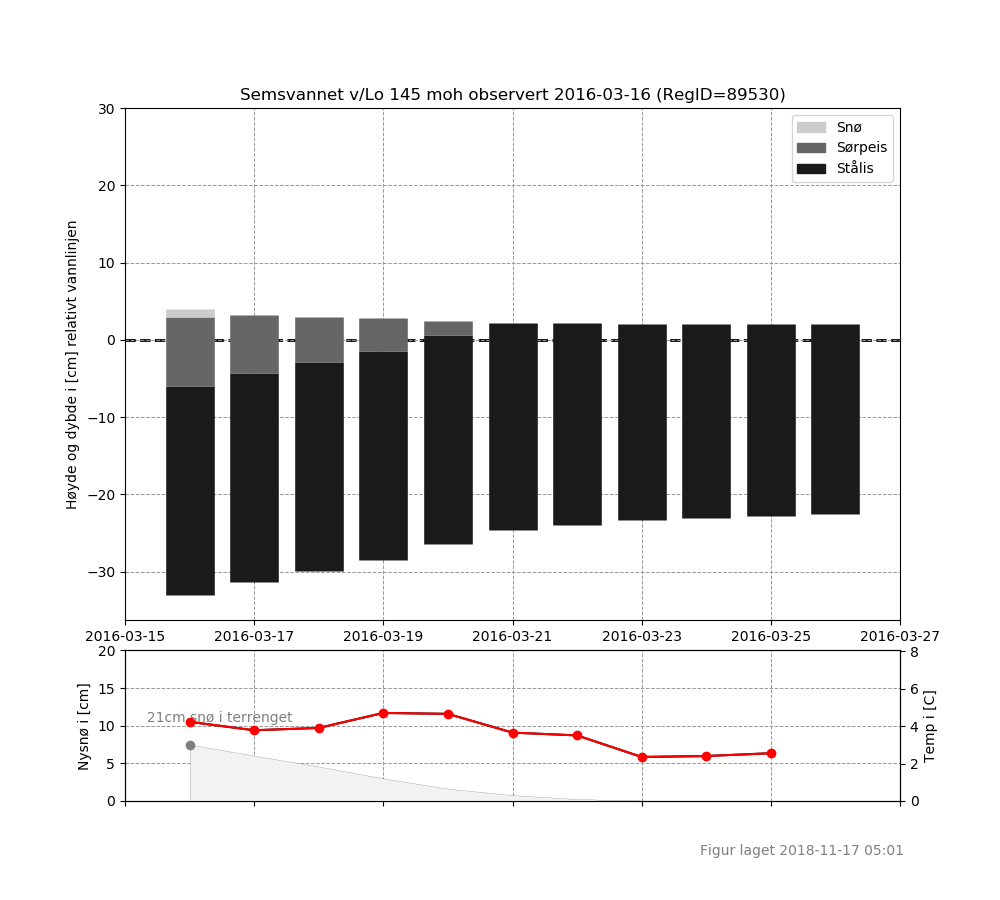 Semsvannet v/Lo 145 moh observert 2016-03-16 (RegID=89530)
Høyde og dybde i [cm] relativt vannlinjen
30
20
10
0
−10
−20
−30
Snø
Sørpeis
Stålis
2016-03-15 2016-03-17 2016-03-19 2016-03-21 2016-03-23 2016-03-25 2016-03-27
Nysnø i [cm]
20
15
10
5
0
21cm snø i terrenget
8
6
4
2
0
Temp i [C]
Figur laget 2018-11-17 05:01